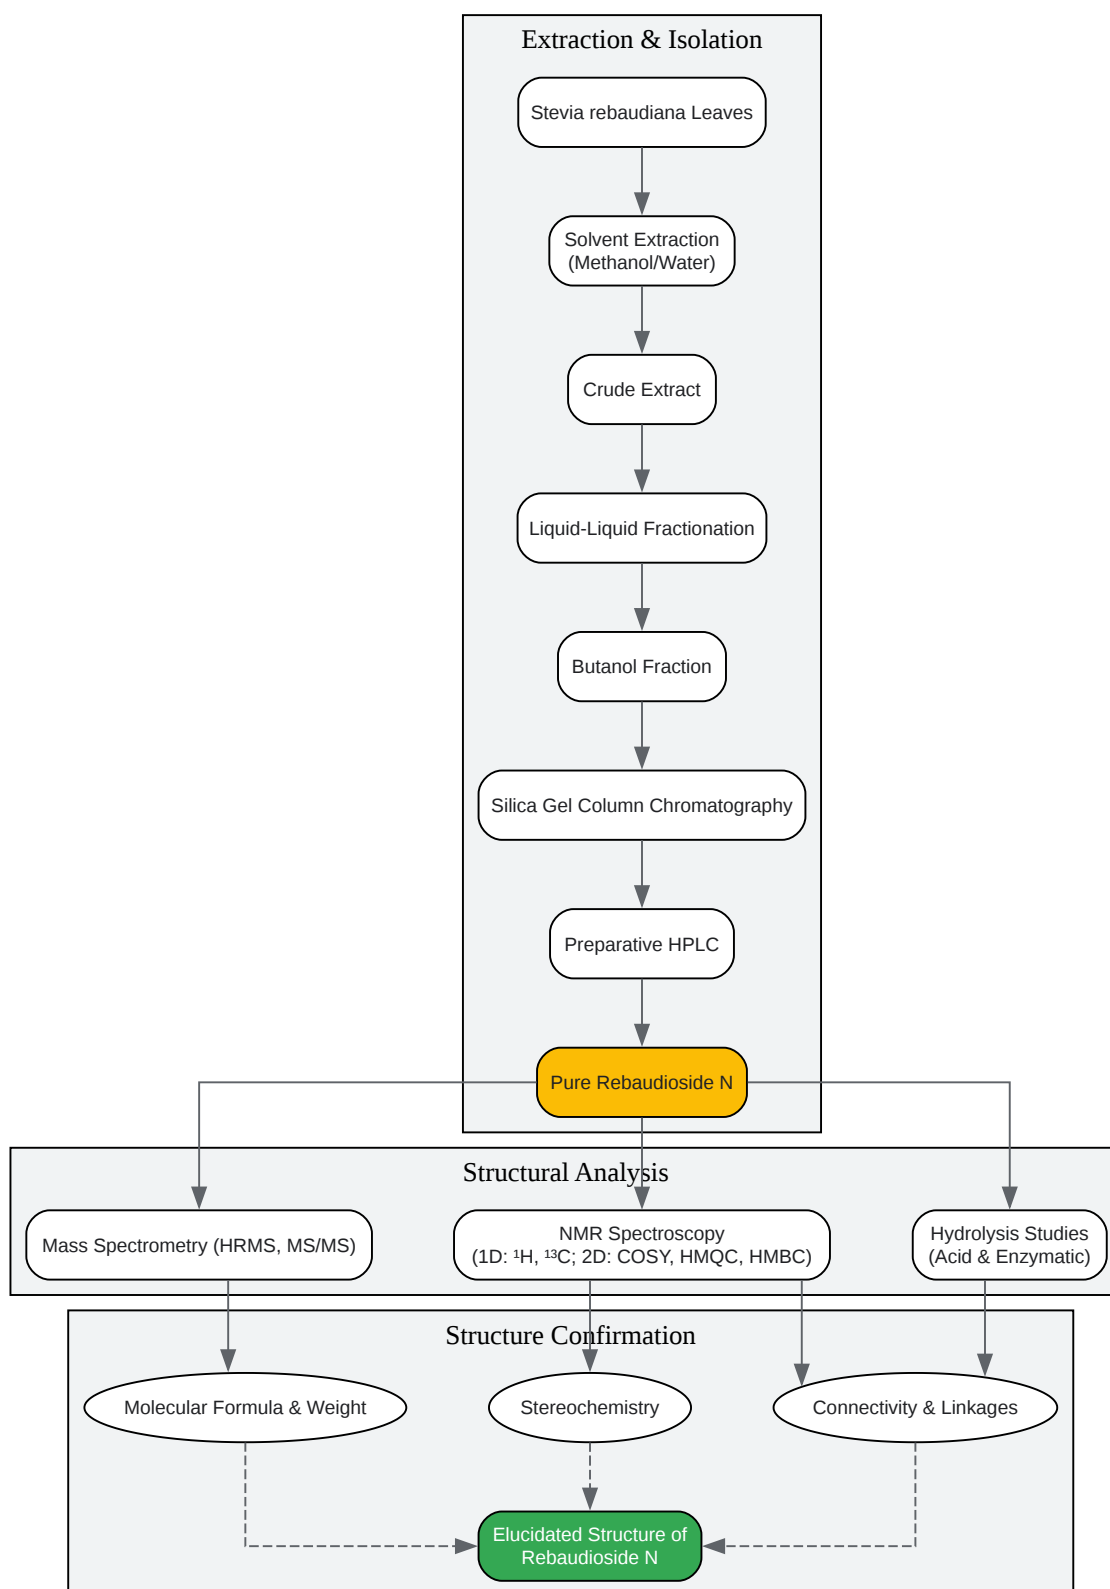 Extraction & Isolation
Stevia rebaudiana Leaves
Solvent Extraction
(Methanol/Water)
Crude Extract
Liquid-Liquid Fractionation
Butanol Fraction
Silica Gel Column Chromatography
Preparative HPLC
Pure Rebaudioside N
Structural Analysis
Mass Spectrometry (HRMS, MS/MS)
NMR Spectroscopy
(1D: ¹H, ¹³C; 2D: COSY, HMQC, HMBC)
Hydrolysis Studies
(Acid & Enzymatic)
Structure Confirmation
Molecular Formula & Weight
Stereochemistry
Connectivity & Linkages
Elucidated Structure of
Rebaudioside N